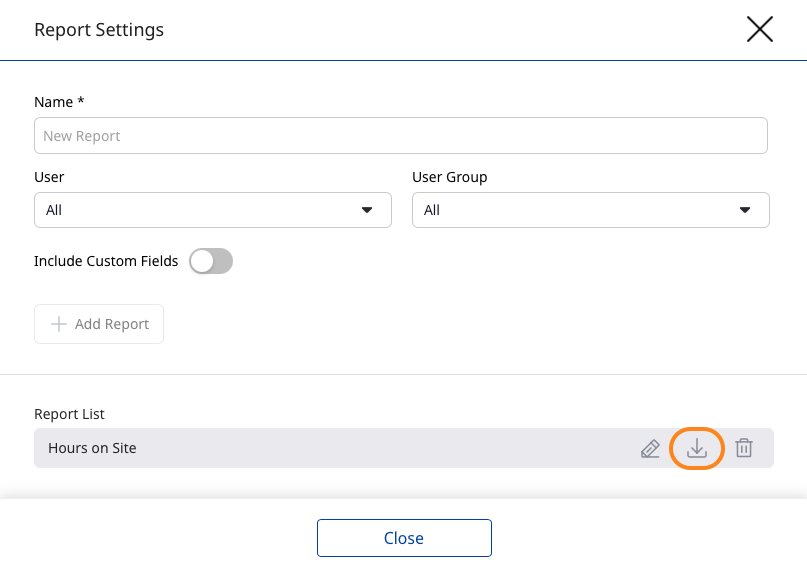 Report Settings
Name *
New Report
User
User Group
All
All
Include Custom Fields
Add Report
Report List
Hours on Site
Close